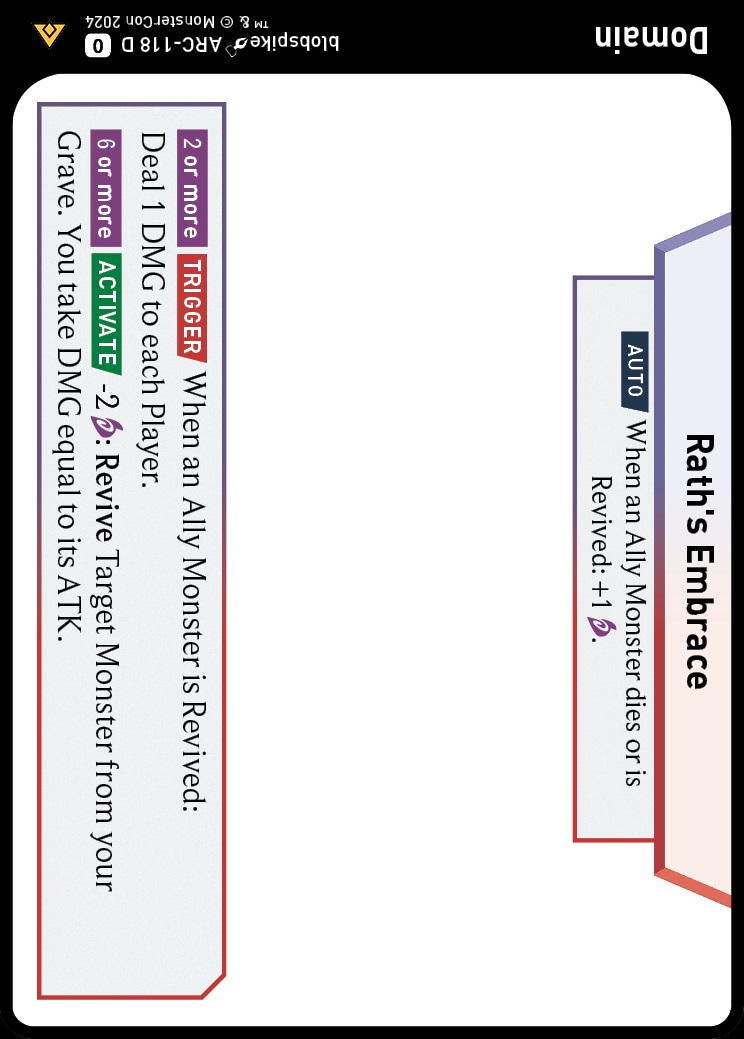 Rath's Embrace
AUTO When an Ally Monster dies or is
Revived: +1 .
2 or more TRIGGER When an Ally Monster is Revived:
Deal 1 DMG to each Player.
6 or more ACTIVATE -2 : Revive Target Monster from your
Grave. You take DMG equal to its ATK.
Domain
blobspike ARC-118 D 0
™ & © MonsterCon 2024